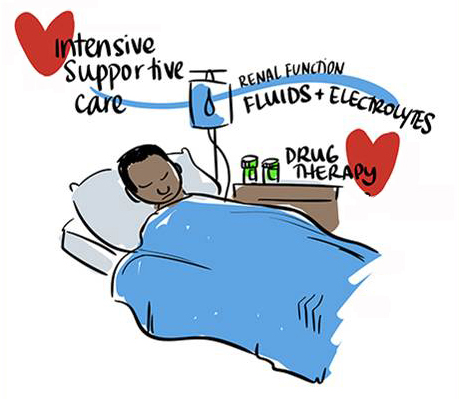 intensive
supportive
care
RENAL FUNCTION
FLUIDS + ELECTROLYTES
DRUG
THERAPY